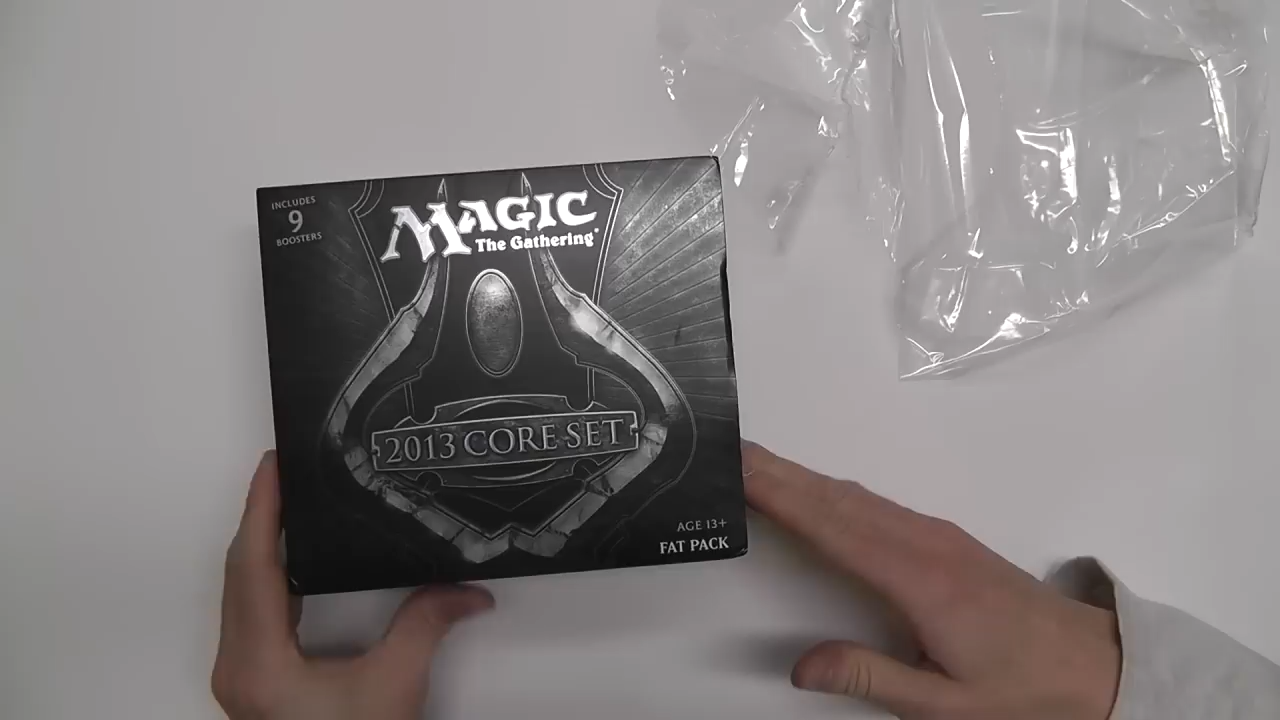 INCLUDES
9
BOOSTERS
MAGIC
The Gathering®
2013 CORE SET
AGE 13+
FAT PACK